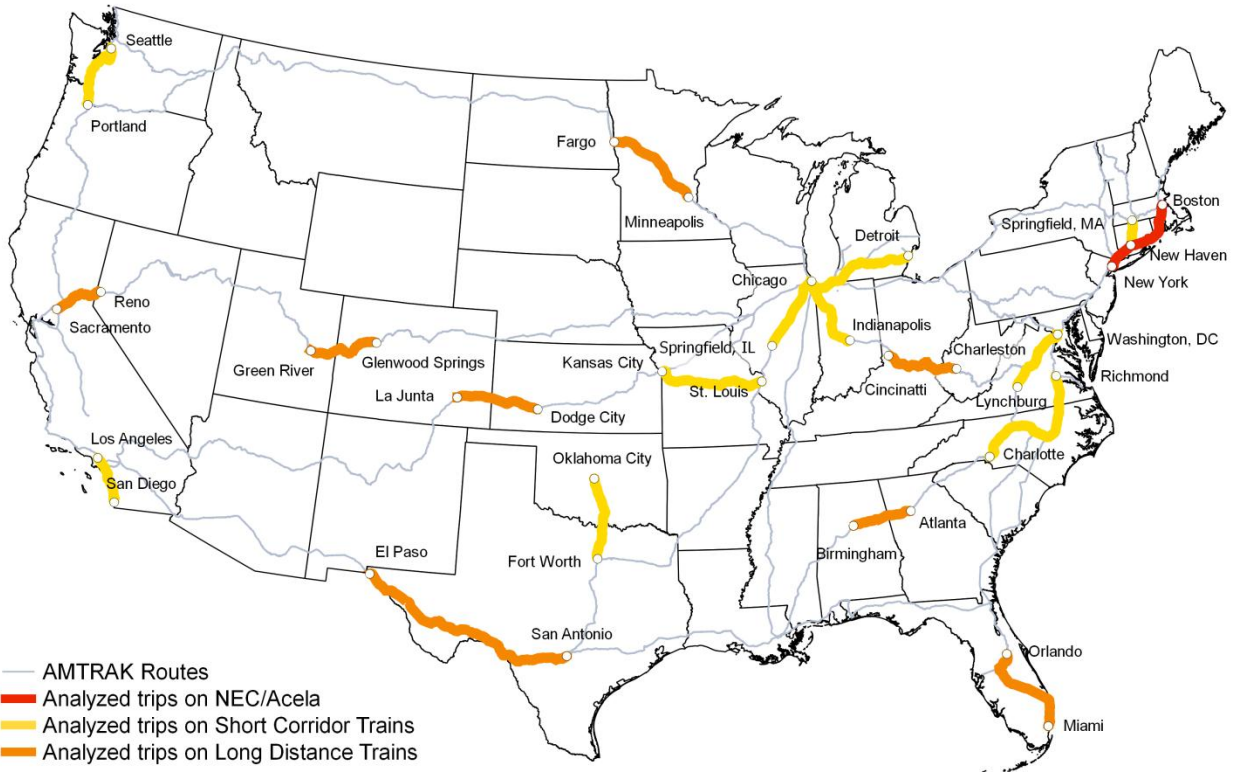 Seattle
Portland
Fargo
Minneapolis
Boston
Springfield, MA
New Haven
New York
Detroit
Chicago
Reno
Sacramento
Indianapolis
Springfield, IL
Washington, DC
Charleston
Green River
Glenwood Springs
Kansas City
Cincinatti
Richmond
La Junta
St. Louis
Lynchburg
Dodge City
Los Angeles
Charlotte
Oklahoma City
San Diego
Atlanta
El Paso
Fort Worth
Birmingham
San Antonio
Orlando
Miami
AMTRAK Routes
Analyzed trips on NEC/Acela
Analyzed trips on Short Corridor Trains
Analyzed trips on Long Distance Trains